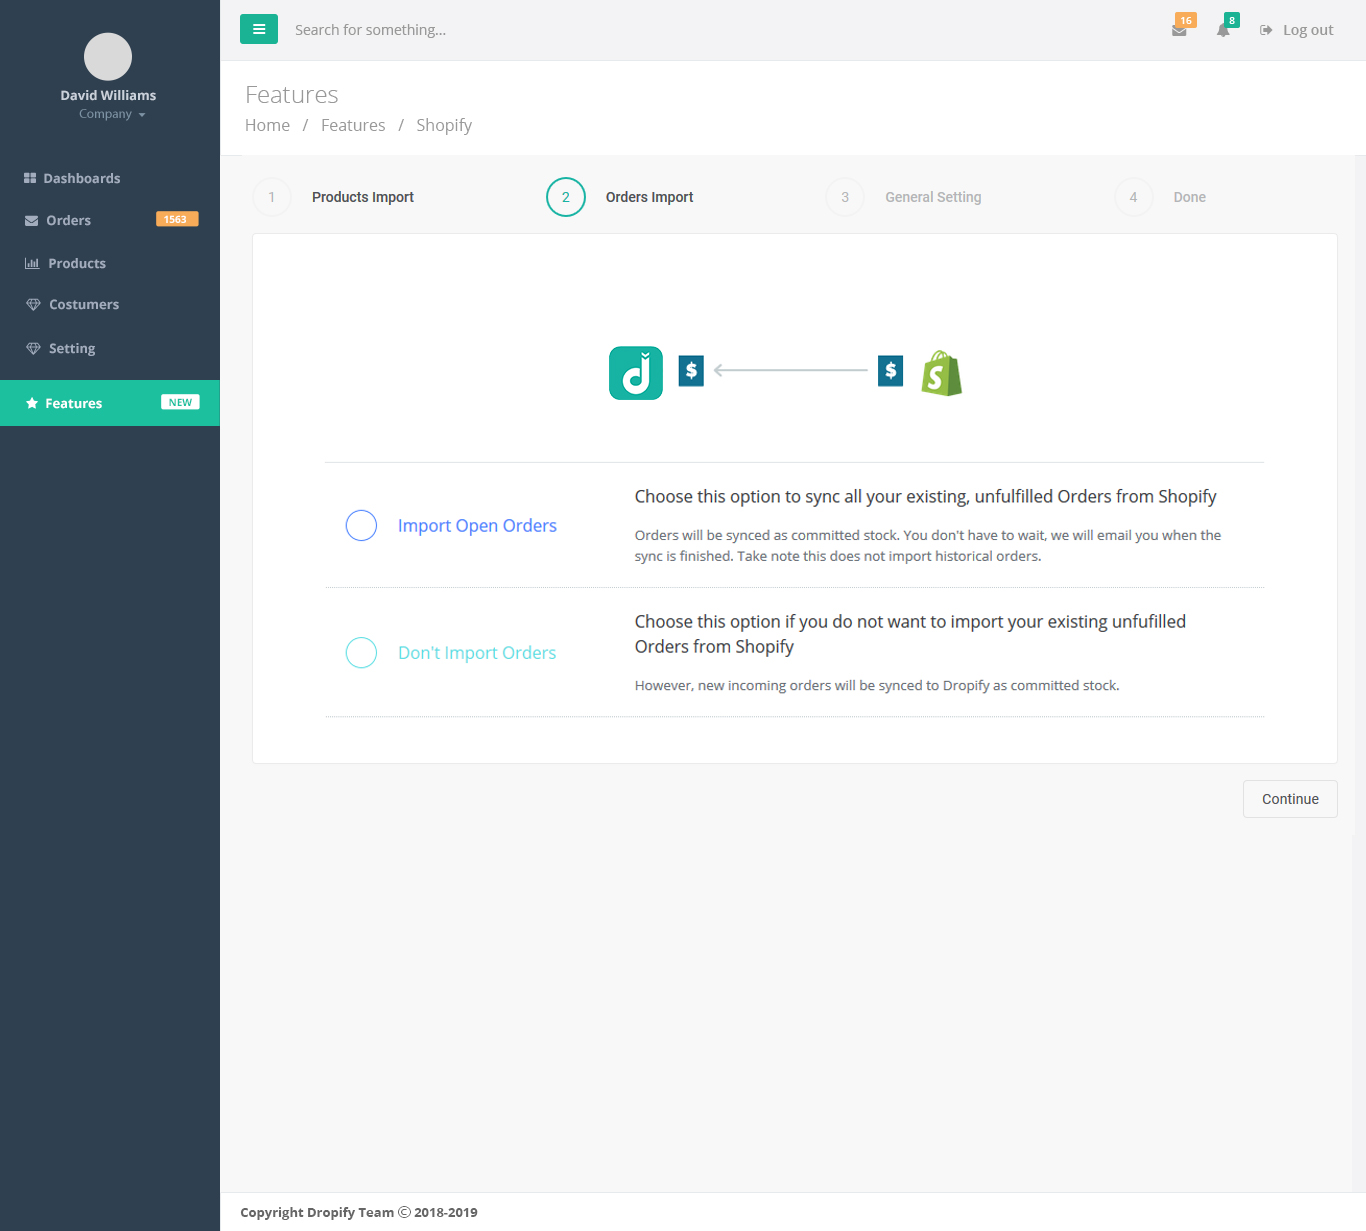 David Williams
Company
Dashboards
Orders
1563
Products
Costumers
Setting
Features
NEW
Search for something...
16
8
Log out
Features
Home / Features / Shopify
1
Products Import
2
Orders Import
3
General Setting
4
Done
d
$
$
S
Import Open Orders
Choose this option to sync all your existing, unfulfilled Orders from Shopify
Orders will be synced as committed stock. You don't have to wait, we will email you when the
sync is finished. Take note this does not import historical orders.
Don't Import Orders
Choose this option if you do not want to import your existing unfufilled
Orders from Shopify
However, new incoming orders will be synced to Dropify as committed stock.
Continue
Copyright Dropify Team © 2018-2019